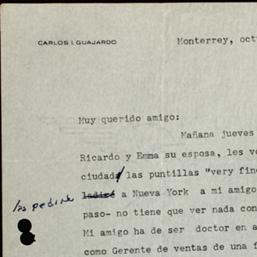 CARLOS I. GUAJARDO
Monterrey, oct
Muy querido amigo:
Mañana jueves
Ricardo y Emma su esposa, les ve
ciudad/ las puntillas "very fine
los pedidos a Nueva York a mi amigo
paso- no tiene que ver nada con
Mi amigo ha de ser doctor en a
como Gerente de ventas de una f